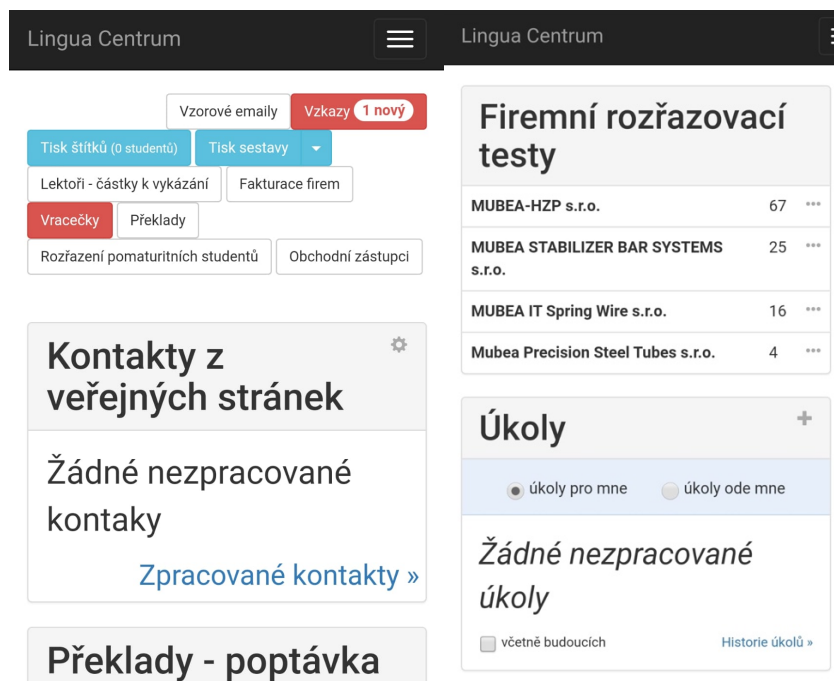 Lingua Centrum
Vzorové emaily
Vzkazy 1 nový
Tisk štítků (0 studentů)
Tisk sestavy
Lektoři - částky k vykázání
Fakturace firem
Vracečky
Překlady
Rozřazení pomaturitních studentů
Obchodní zástupci
Kontakty z
veřejných stránek
Žádné nezpracované
kontaky
Zpracované kontakty »
Překlady - poptávka
Lingua Centrum
Firemní rozřazovací
testy
MUBEA-HZP s.r.o. 67
MUBEA STABILIZER BAR SYSTEMS 25
s.r.o.
MUBEA IT Spring Wire s.r.o. 16
Mubea Precision Steel Tubes s.r.o. 4
Úkoly
úkoly pro mne
úkoly ode mne
Žádné nezpracované
úkoly
včetně budoucích
Historie úkolů »